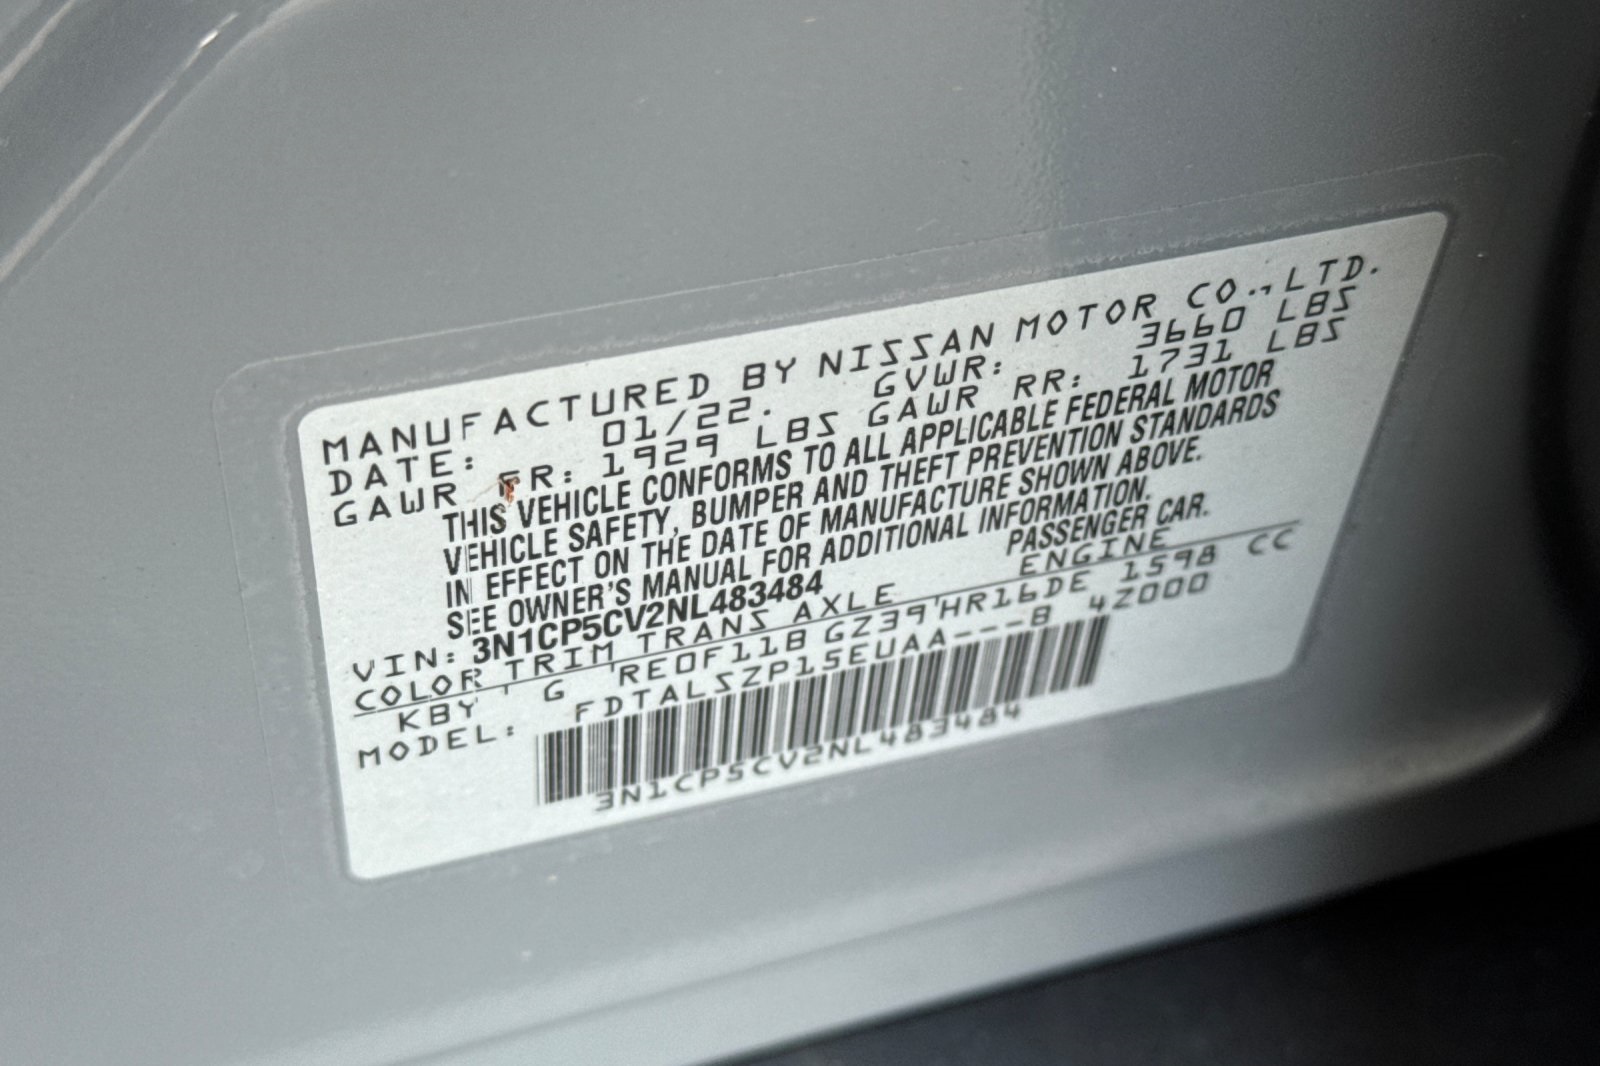 MANUFACTURED BY NISSAN MOTOR CO.,LTD.
DATE: 01/22. GVWR: 3660 LBS
GAWR FR: 1929 LBS GAWR RR: 1731 LBS
THIS VEHICLE CONFORMS TO ALL APPLICABLE FEDERAL MOTOR
VEHICLE SAFETY, BUMPER AND THEFT PREVENTION STANDARDS
IN EFFECT ON THE DATE OF MANUFACTURE SHOWN ABOVE.
SEE OWNER'S MANUAL FOR ADDITIONAL INFORMATION.
VIN: 3N1CP5CV2NL483484 PASSENGER CAR.
COLOR TRIM TRANS AXLE ENGINE
KBY ' G 'RE0F11B GZ39'HR16DE 1598 CC
MODEL: FDTALSZP15EUAA---B 4Z000
3N1CP5CV2NL483484